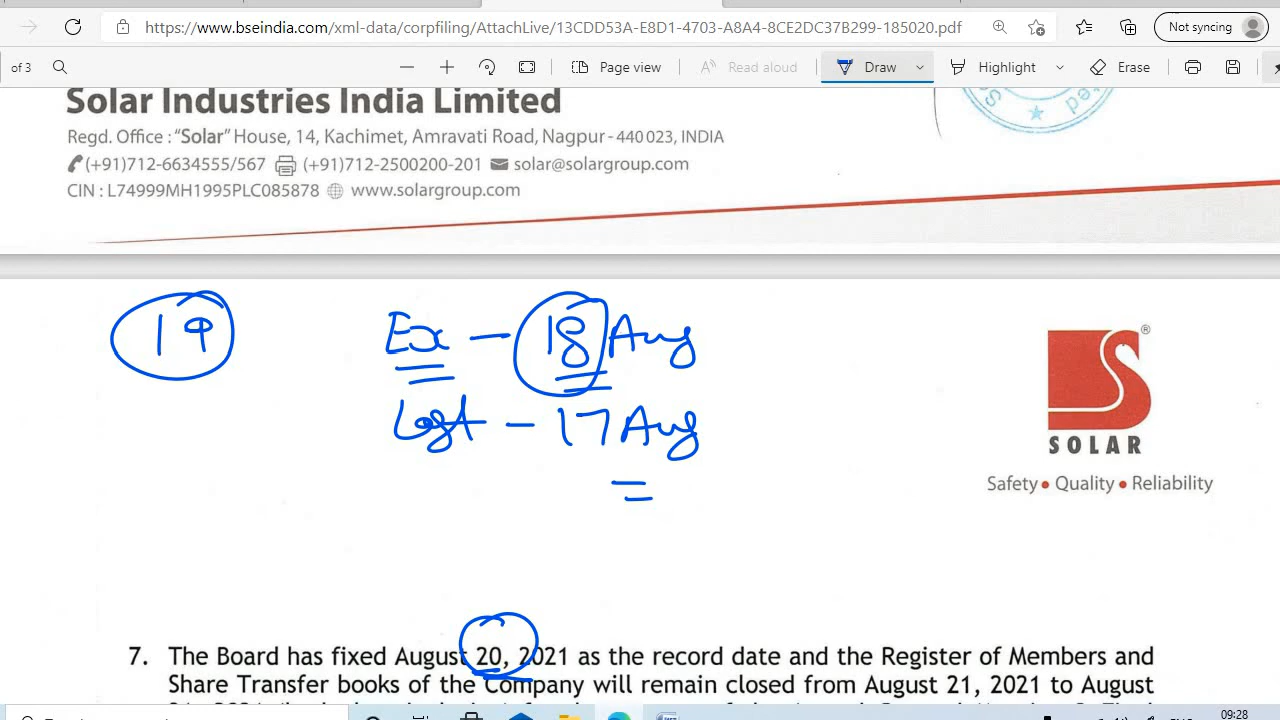 https://www.bseindia.com/xml-data/corpfiling/AttachLive/13CDD53A-E8D1-4703-A8A4-8CE2DC37B299-185020.pdf
Not syncing
of 3
Page view
Read aloud
Draw
Highlight
Erase
Solar Industries India Limited
Regd. Office : "Solar" House, 14, Kachimet, Amravati Road, Nagpur - 440 023, INDIA
(+91)712-6634555/567 (+91)712-2500200-201 solar@solargroup.com
CIN : L74999MH1995PLC085878 www.solargroup.com
19
Ex - 18 Aug
Last - 17 Aug
SOLAR
Safety • Quality • Reliability
7. The Board has fixed August 20, 2021 as the record date and the Register of Members and
Share Transfer books of the Company will remain closed from August 21, 2021 to August
09:28